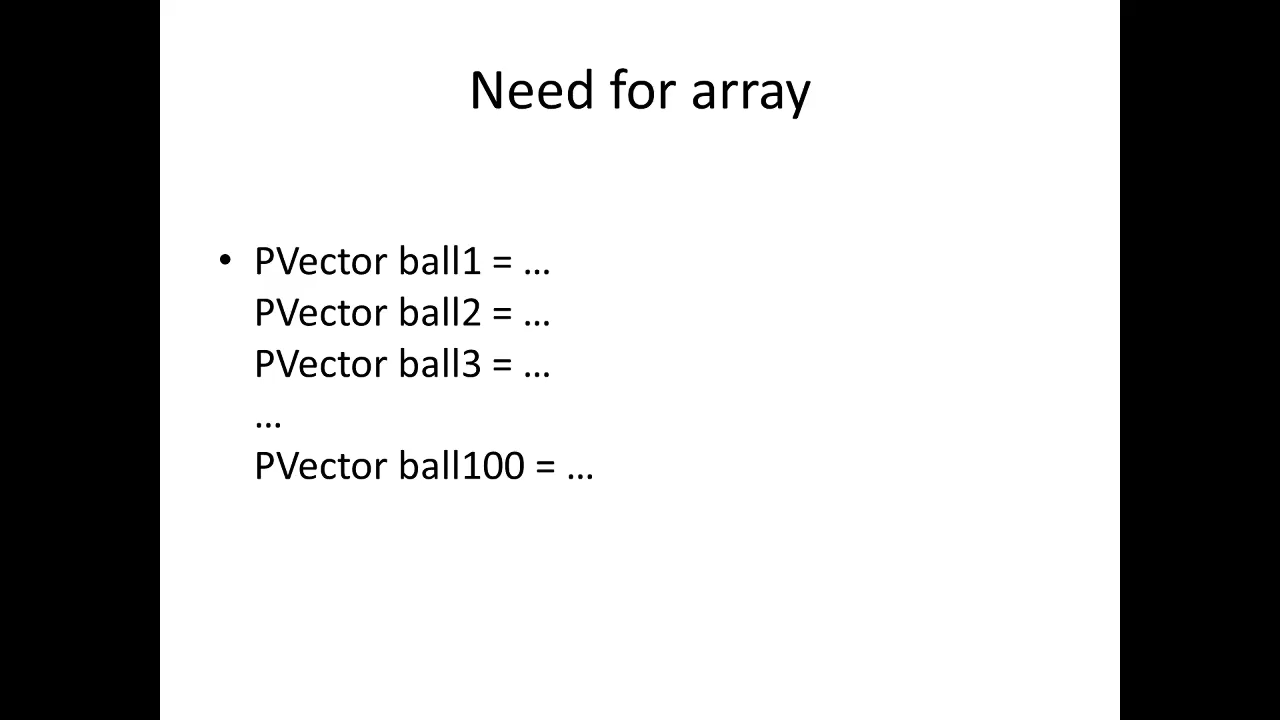 Need for array
• PVector ball1 = …
PVector ball2 = …
PVector ball3 = …
…
PVector ball100 = …